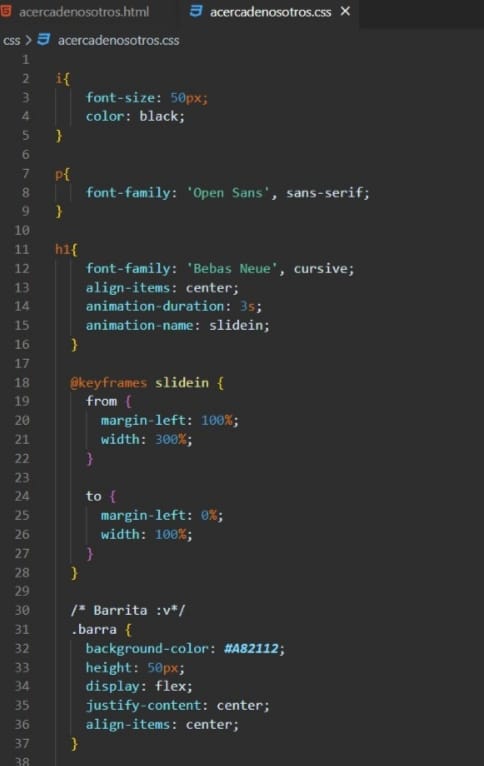 acercadenosotros.html acercadenosotros.css ×
css > acercadenosotros.css
1
2 i{
3 font-size: 50px;
4 color: black;
5 }
6
7 p{
8 font-family: 'Open Sans', sans-serif;
9 }
10
11 h1{
12 font-family: 'Bebas Neue', cursive;
13 align-items: center;
14 animation-duration: 3s;
15 animation-name: slidein;
16 }
17
18 @keyframes slidein {
19 from {
20 margin-left: 100%;
21 width: 300%;
22 }
23
24 to {
25 margin-left: 0%;
26 width: 100%;
27 }
28 }
29
30 /* Barrita :v*/
31 .barra {
32 background-color: #A82112;
33 height: 50px;
34 display: flex;
35 justify-content: center;
36 align-items: center;
37 }
38